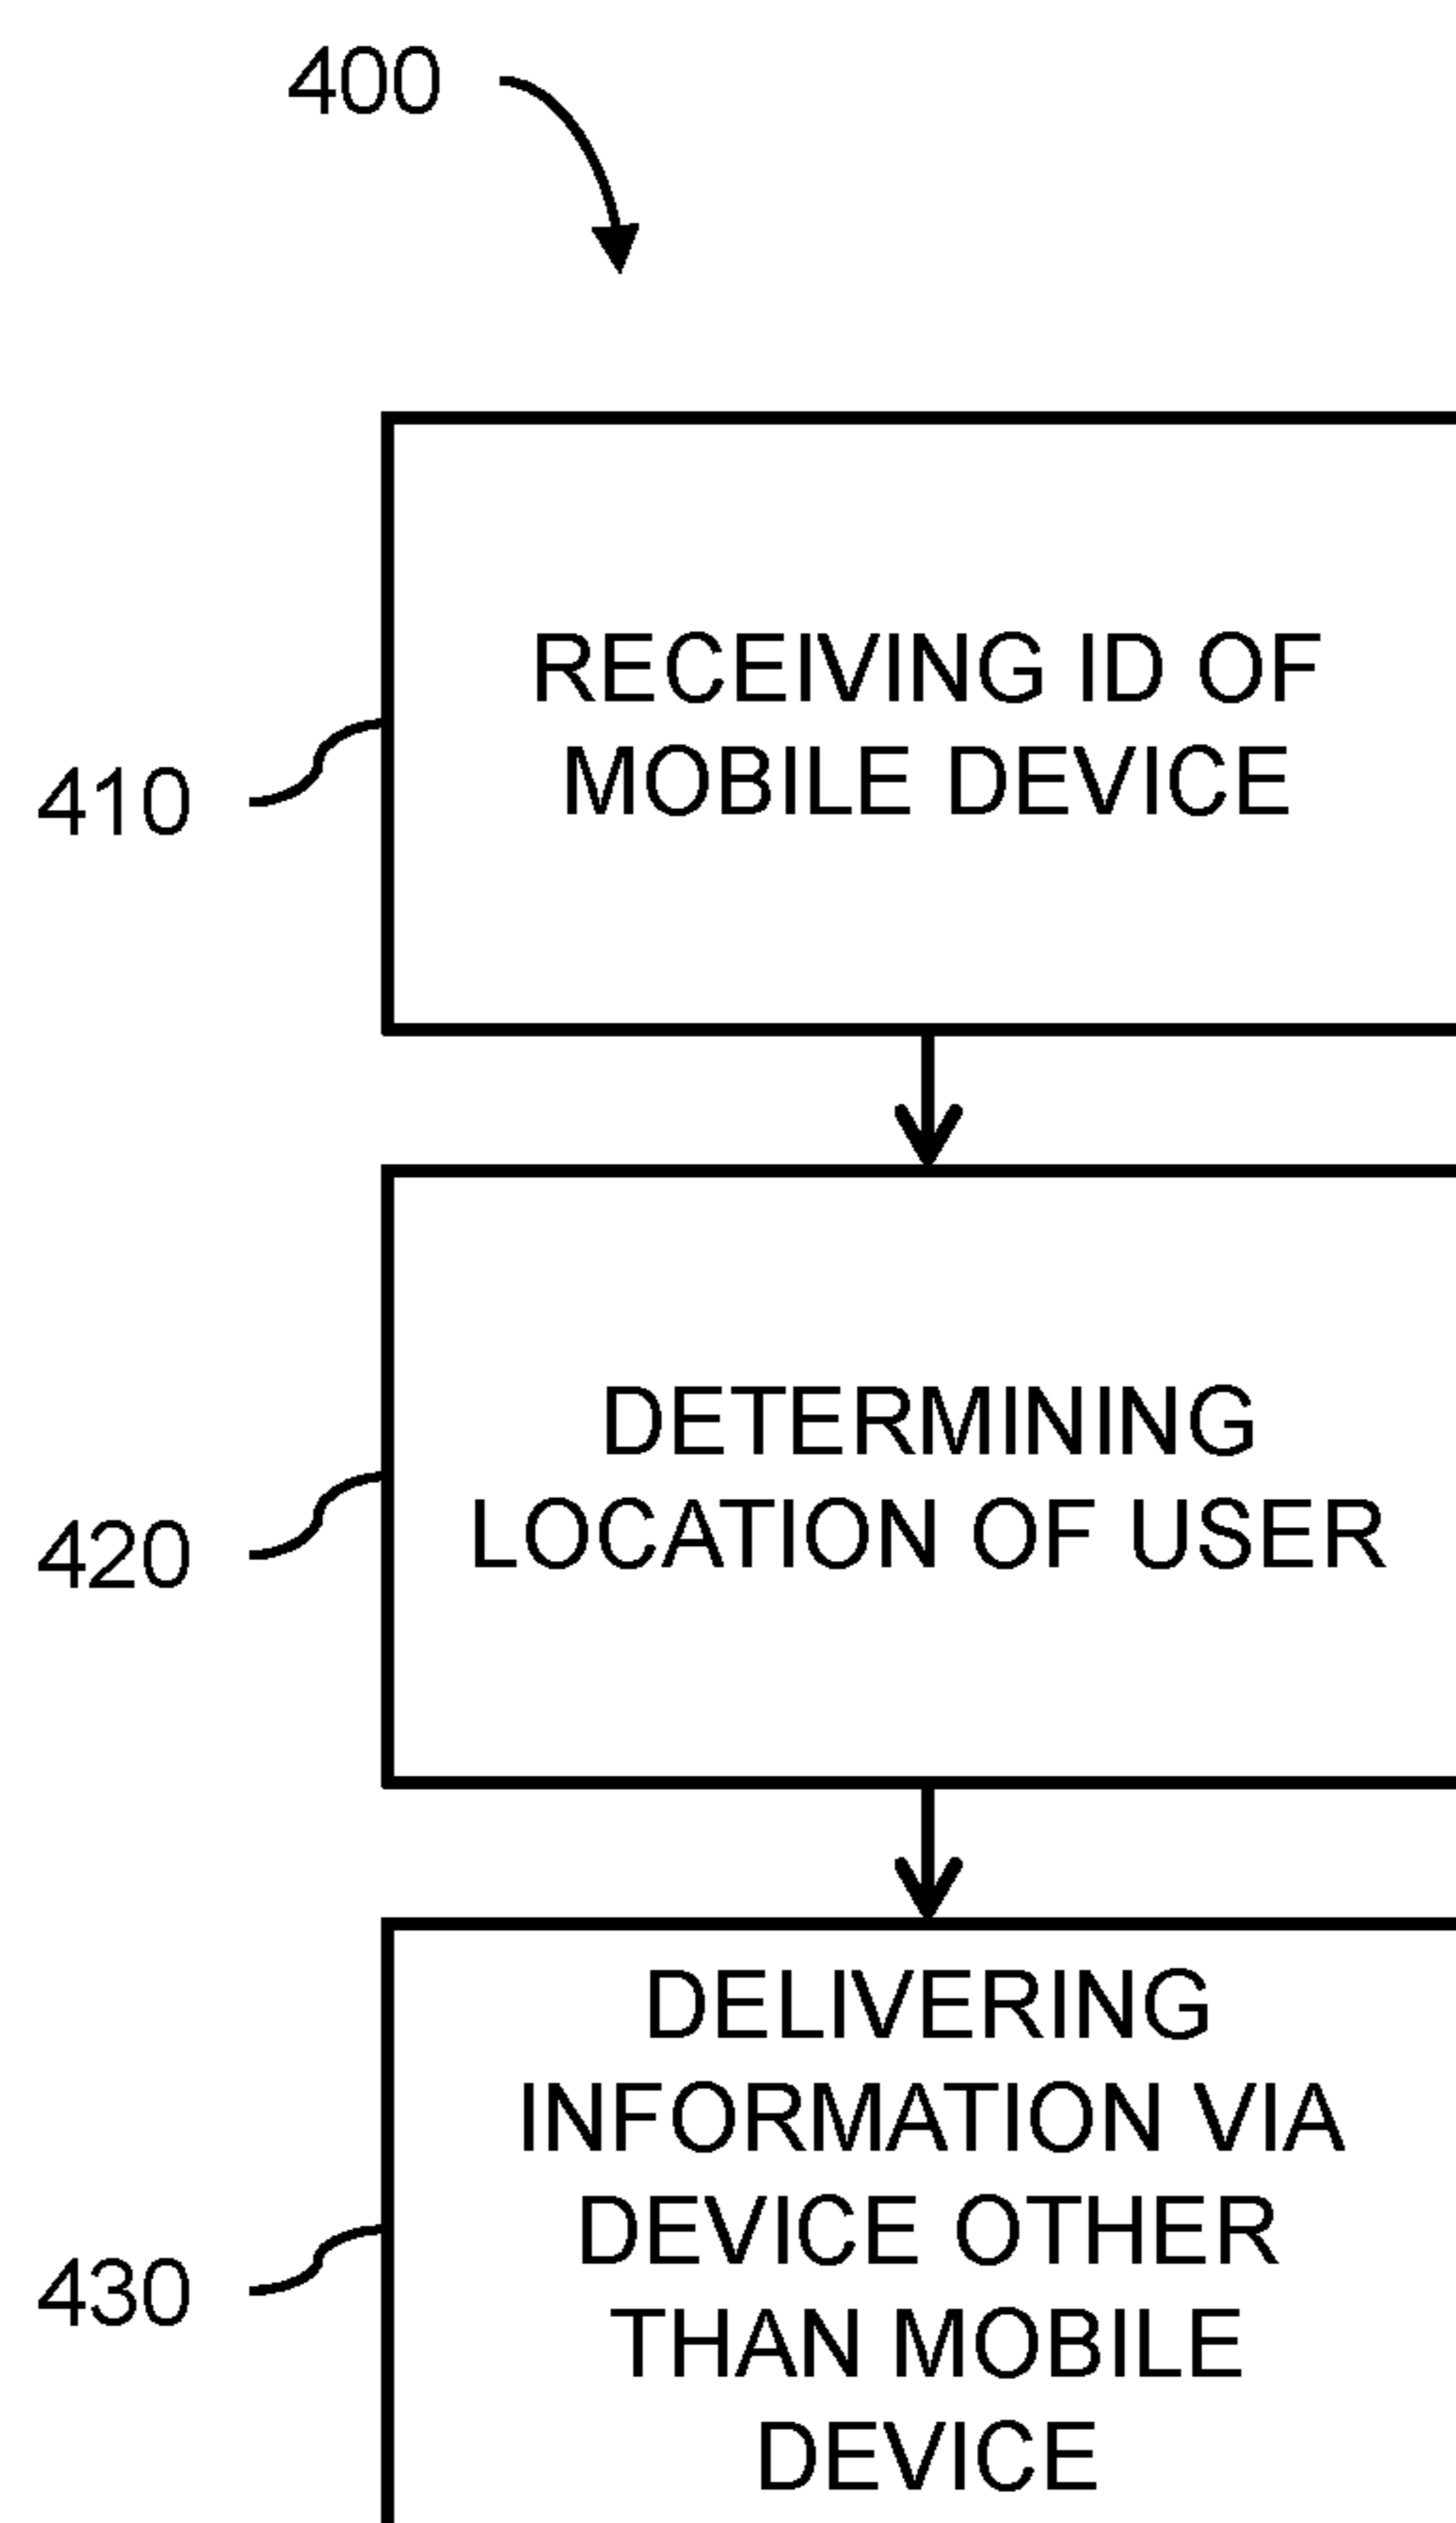 400
RECEIVING ID OF
MOBILE DEVICE
410
DETERMINING
LOCATION OF USER
420
DELIVERING
INFORMATION VIA
DEVICE OTHER
THAN MOBILE
DEVICE
430